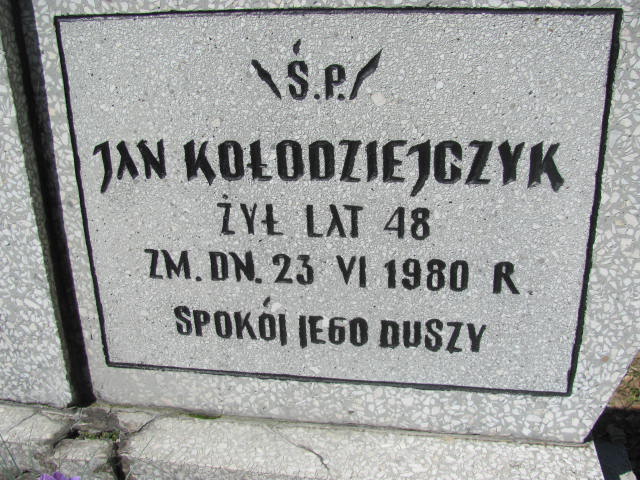 Ś.P.
JAN KOŁODZIEJCZYK
ŻYŁ LAT 48
ZM. DN. 23 VI 1980 R.
SPOKÓJ JEGO DUSZY